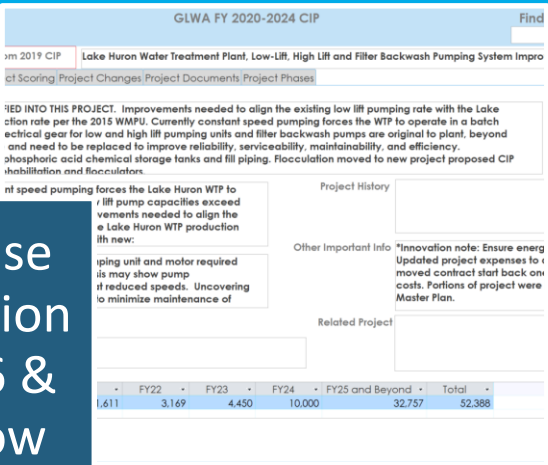 GLWA FY 2020-2024 CIP
Find
om 2019 CIP
Lake Huron Water Treatment Plant, Low-Lift, High Lift and Filter Backwash Pumping System Impro
ct Scoring Project Changes Project Documents Project Phases
FIED INTO THIS PROJECT. Improvements needed to align the existing low lift pumping rate with the Lake
ction rate per the 2015 WMPU. Currently constant speed pumping forces the WTP to operate in a batch
ectrical gear for low and high lift pumping units and filter backwash pumps are original to plant, beyond
and need to be replaced to improve reliability, serviceability, maintainability, and efficiency.
phosphoric acid chemical storage tanks and fill piping. Flocculation moved to new project proposed CIP
ehabilitation and flocculators.
nt speed pumping forces the Lake Huron WTP to
lift pump capacities exceed
vements needed to align the
e Lake Huron WTP production
ith new:
Project History
ping unit and motor required
is may show pump
t reduced speeds. Uncovering
to minimize maintenance of
Other Important Info
*Innovation note: Ensure energ
Updated project expenses to
moved contract start back one
costs. Portions of project were
Master Plan.
Related Project
se
ion
&
ow
FY22 FY23 FY24 FY25 and Beyond Total
1,611 3,169 4,450 10,000 32,757 52,388